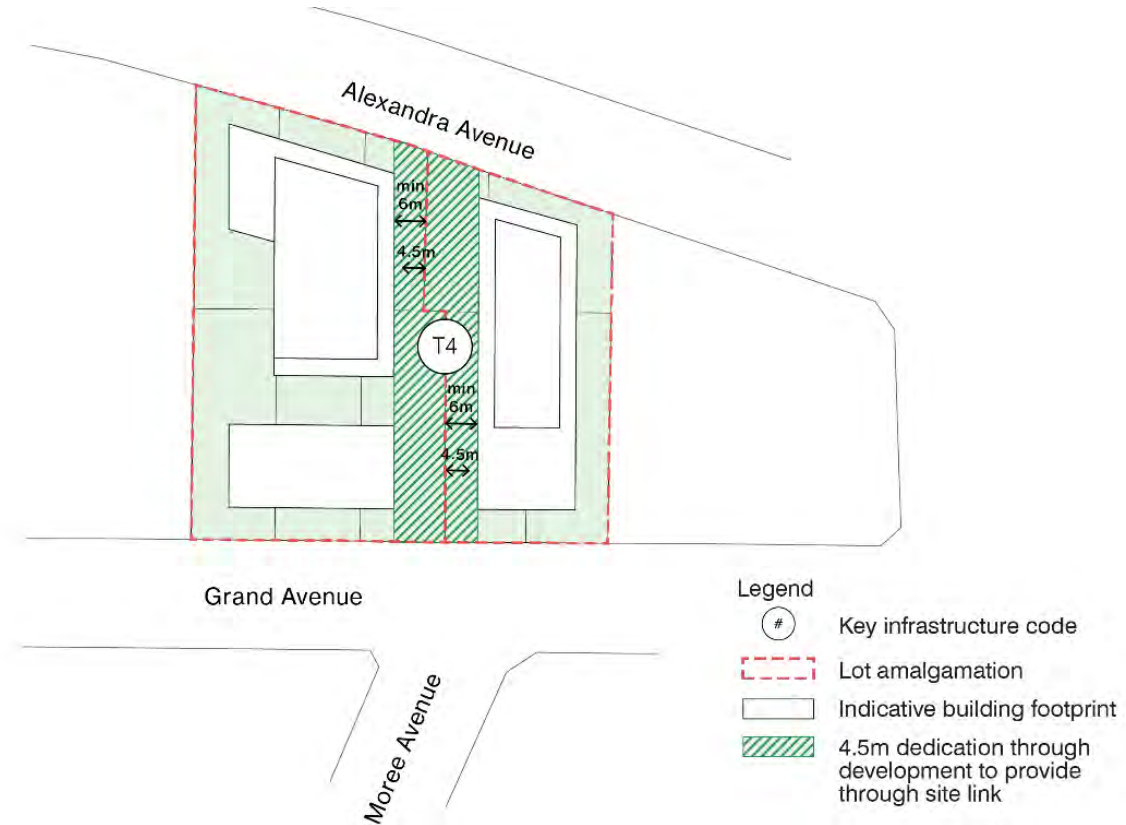 Alexandra Avenue
min
6m
4.5m
T4
min
6m
4.5m
Grand Avenue
Moree Avenue
Legend
#
Key infrastructure code
Lot amalgamation
Indicative building footprint
4.5m dedication through
development to provide
through site link